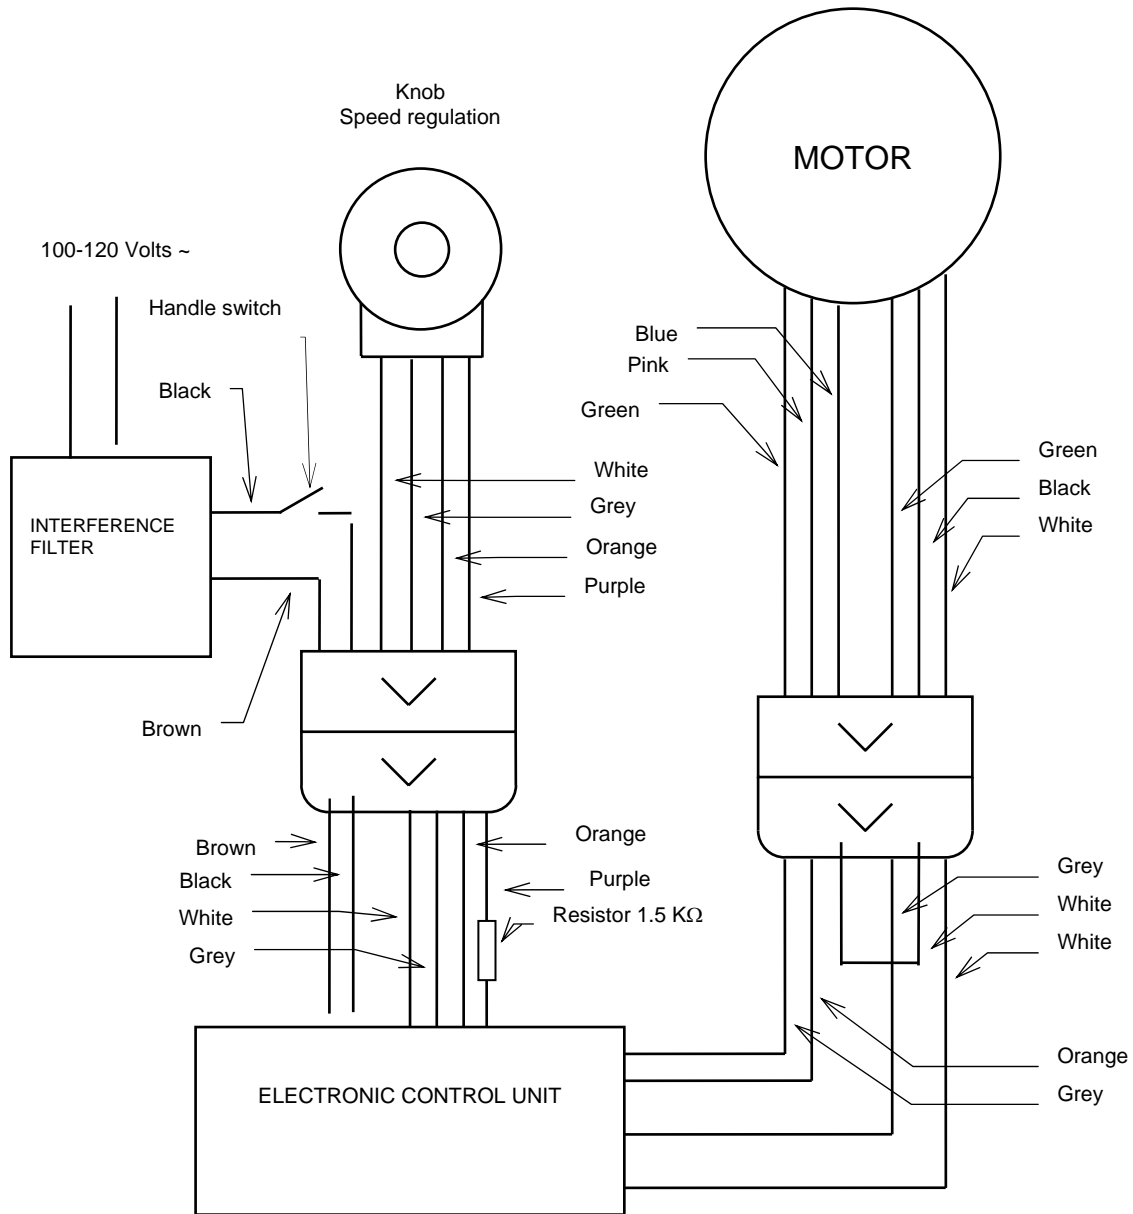 Knob
Speed regulation
MOTOR
100-120 Volts ~
Handle switch
Black
Blue
Pink
Green
White
Grey
Orange
Purple
Green
Black
White
INTERFERENCE
FILTER
Brown
Brown
Black
White
Grey
Orange
Purple
Resistor 1.5 KΩ
Grey
White
White
Orange
Grey
ELECTRONIC CONTROL UNIT